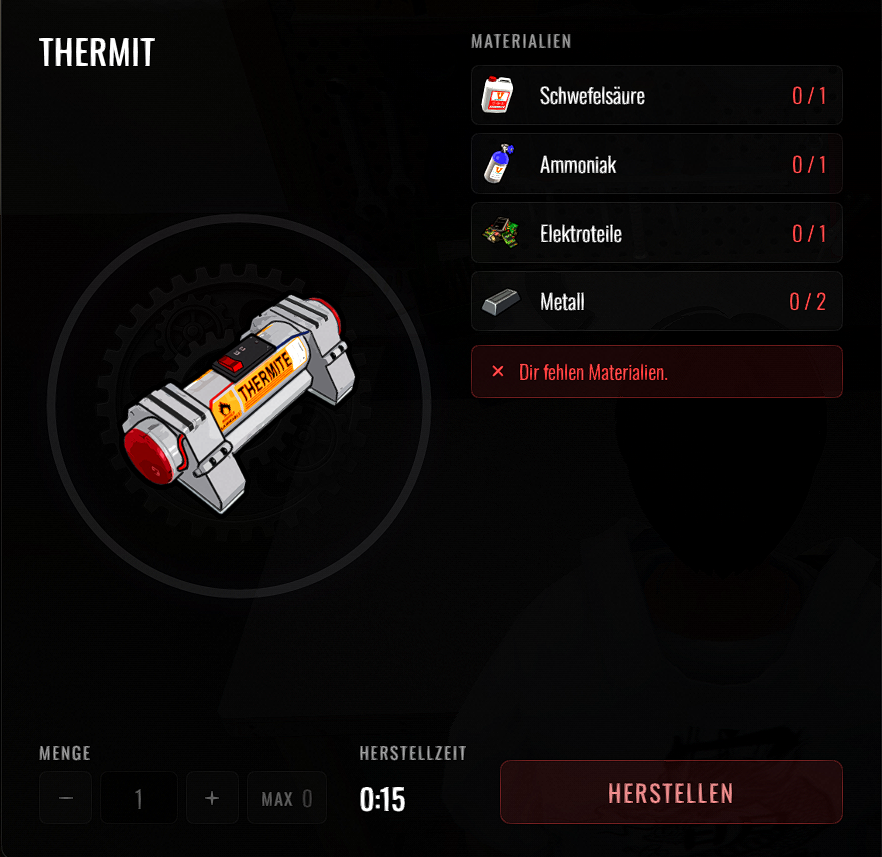 THERMIT
MATERIALIEN
Schwefelsäure 0 / 1
Ammoniak 0 / 1
Elektroteile 0 / 1
Metall 0 / 2
× Dir fehlen Materialien.
THERMITE
MENGE
HERSTELLZEIT
− 1 + MAX 0
0:15
HERSTELLEN